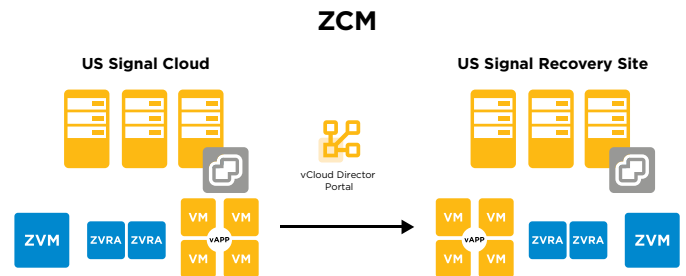 ZCM
US Signal Cloud
US Signal Recovery Site
vCloud Director
Portal
ZVM
ZVRA ZVRA
VM VM
vAPP
VM VM
VM VM
vAPP
VM VM
ZVRA ZVRA
ZVM